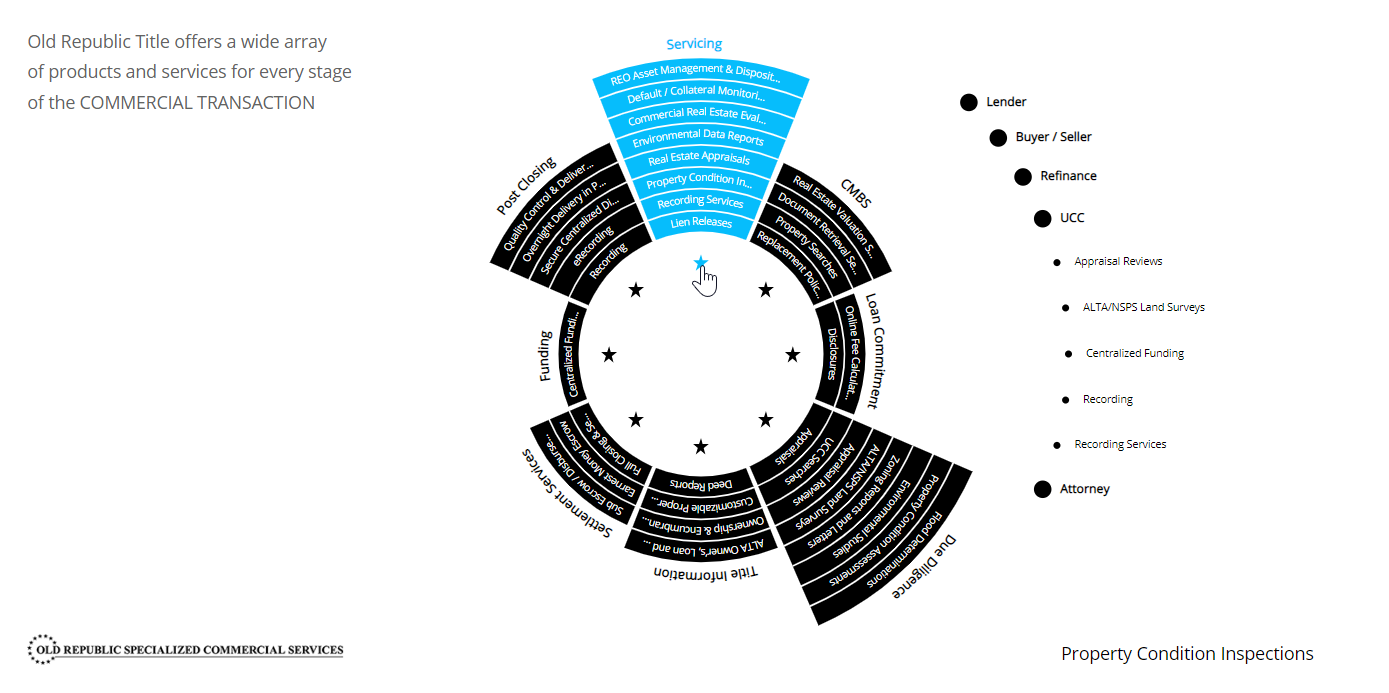 Old Republic Title offers a wide array
of products and services for every stage
of the COMMERCIAL TRANSACTION
Servicing
REO Asset Management & Disposit...
Default / Collateral Monitori...
Commercial Real Estate Eval...
Environmental Data Reports
Real Estate Appraisals
Property Condition In...
Recording Services
Lien Releases
CMBS
Real Estate Valuation S...
Document Retrieval Se...
Property Searches
Replacement Polic...
Loan Commitment
Online Fee Calculat...
Disclosures
Due Diligence
Flood Determinations
Property Condition Assessments
Environmental Studies
Zoning Reports and Letters
ALTA/NSPS Land Surveys
Appraisal Reviews
UCC Searches
Appraisals
Title Information
ALTA Owner's, Loan and ...
Ownership & Encumbran...
Customizable Proper...
Deed Reports
Settlement Services
Sub Escrow / Disburse...
Earnest Money Escrow
Full Closing & Se...
Funding
Centralized Fundi...
Post Closing
Quality Control & Deliver...
Overnight Delivery in P...
Secure Centralized Di...
eRecording
Recording
Lender
Buyer / Seller
Refinance
UCC
Appraisal Reviews
ALTA/NSPS Land Surveys
Centralized Funding
Recording
Recording Services
Attorney
OLD REPUBLIC SPECIALIZED COMMERCIAL SERVICES
Property Condition Inspections